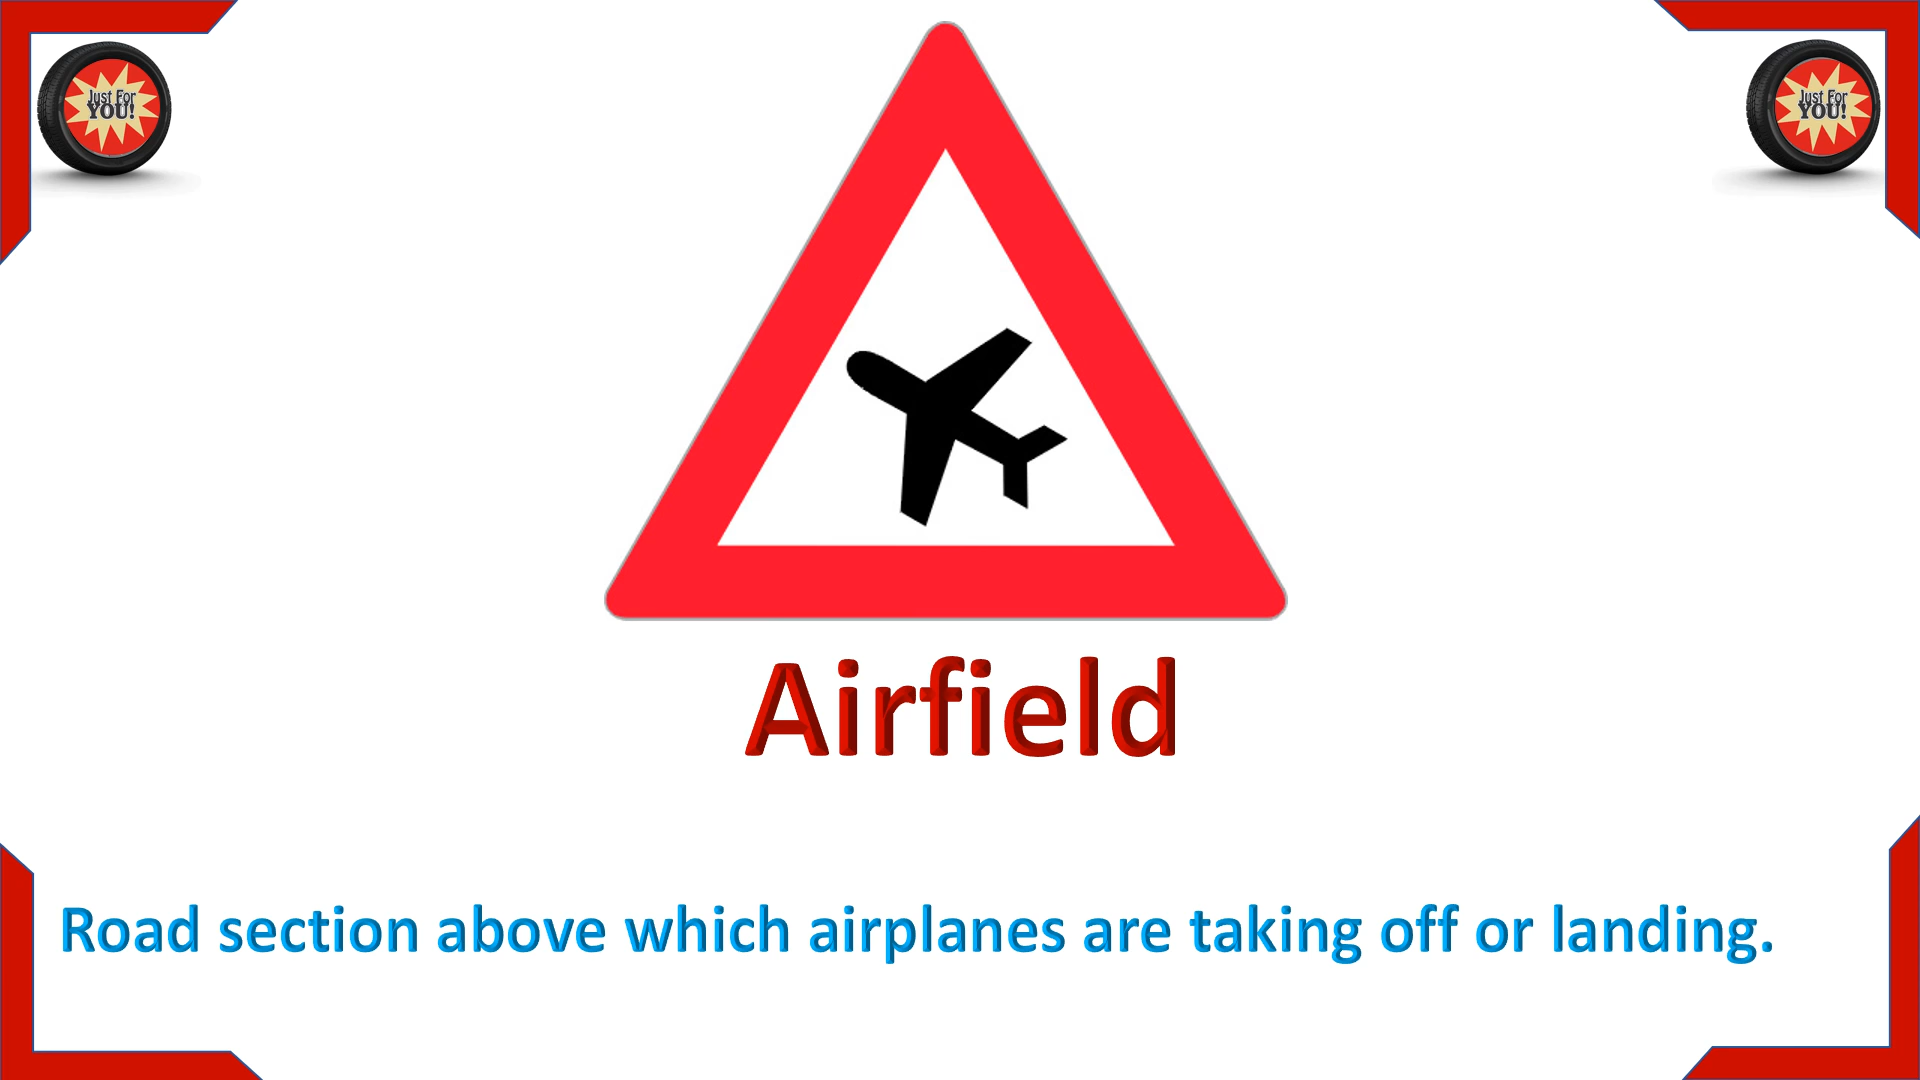 Just For
YOU!
Just For
YOU!
Airfield
Road section above which airplanes are taking off or landing.